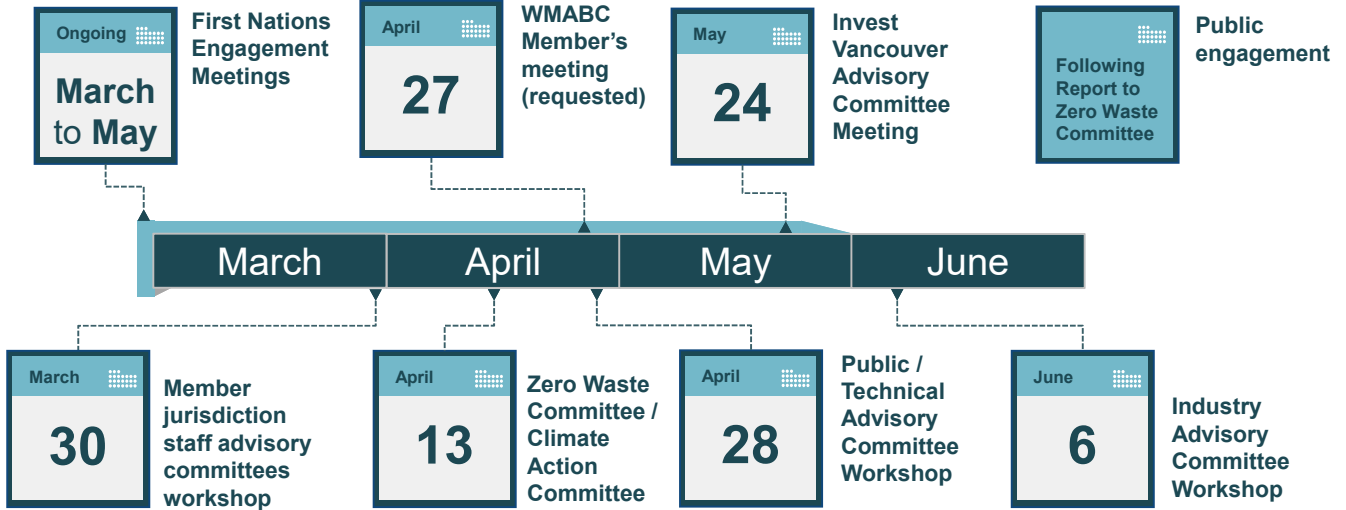 Ongoing
March
to May
First Nations
Engagement
Meetings
April
27
WMABC
Member's
meeting
(requested)
May
24
Invest
Vancouver
Advisory
Committee
Meeting
Following
Report to
Zero Waste
Committee
Public
engagement
March
April
May
June
March
30
Member
jurisdiction
staff advisory
committees
workshop
April
13
Zero Waste
Committee /
Climate
Action
Committee
April
28
Public /
Technical
Advisory
Committee
Workshop
June
6
Industry
Advisory
Committee
Workshop